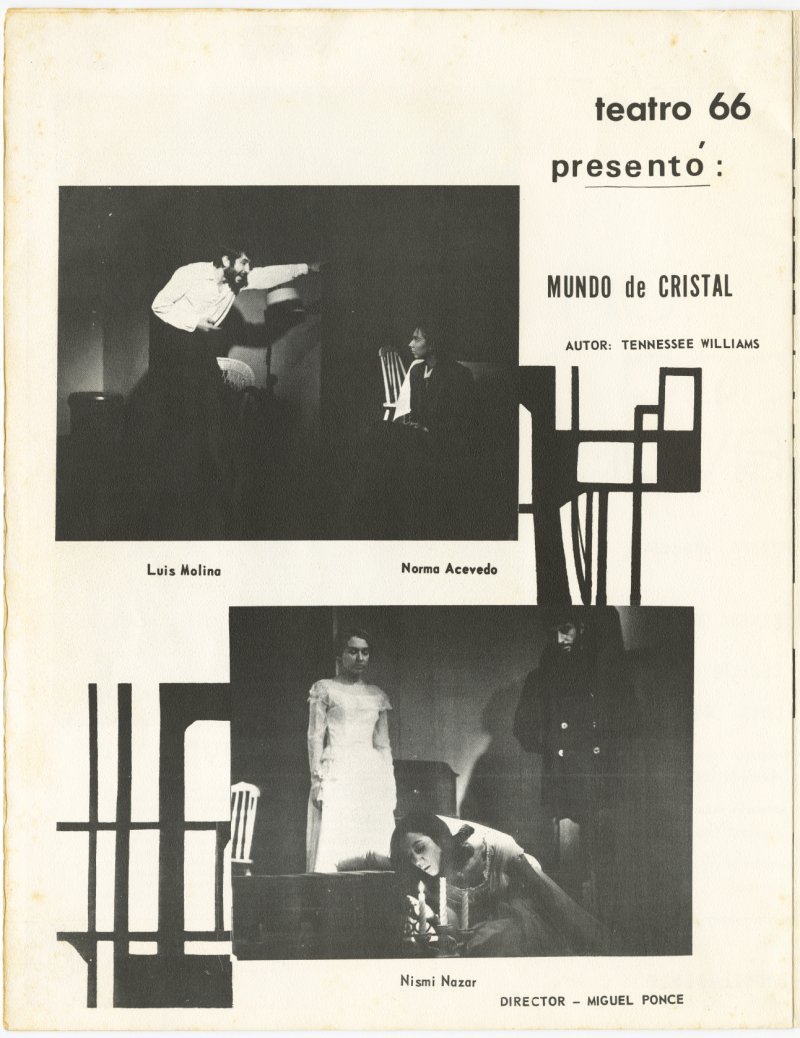 teatro 66
presentó:
MUNDO de CRISTAL
AUTOR: TENNESSEE WILLIAMS
Luis Molina
Norma Acevedo
Nismi Nazar
DIRECTOR – MIGUEL PONCE